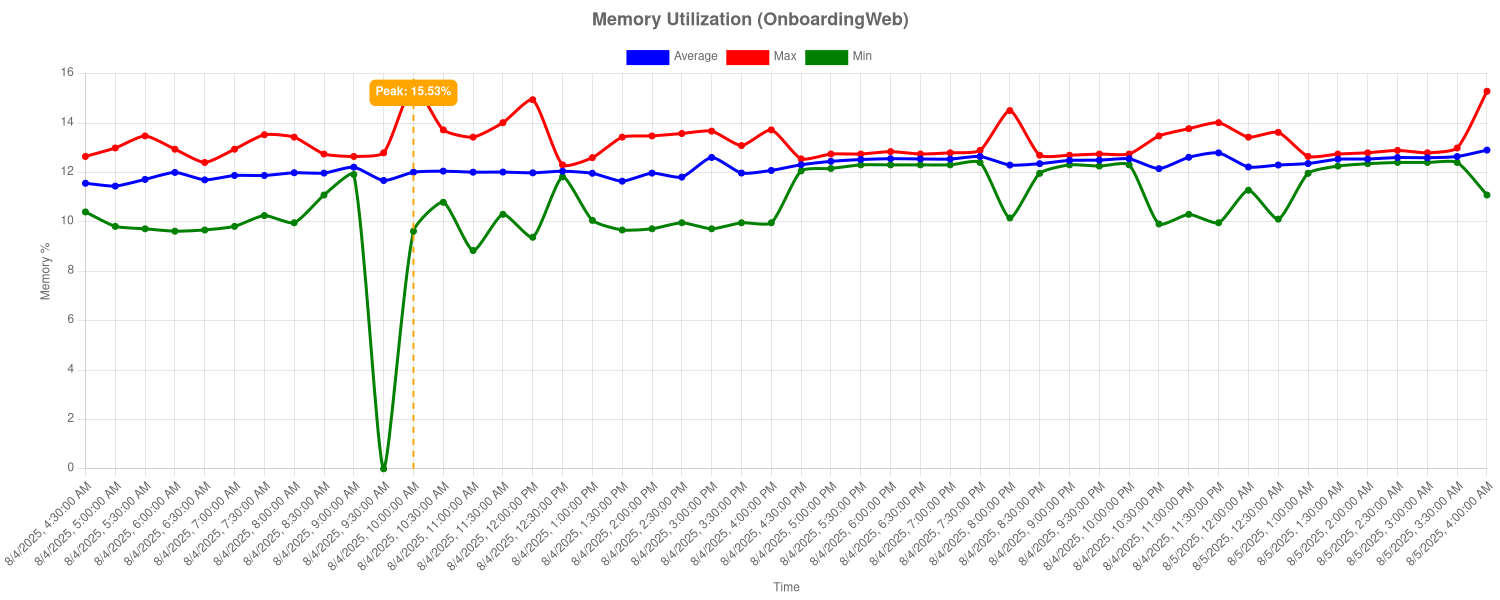 Memory Utilization (OnboardingWeb)
Average Max Min
Peak: 15.53%
Memory %
16
14
12
10
8
6
4
2
0
8/4/2025, 4:30:00 AM
8/4/2025, 5:00:00 AM
8/4/2025, 5:30:00 AM
8/4/2025, 6:00:00 AM
8/4/2025, 6:30:00 AM
8/4/2025, 7:00:00 AM
8/4/2025, 7:30:00 AM
8/4/2025, 8:00:00 AM
8/4/2025, 8:30:00 AM
8/4/2025, 9:00:00 AM
8/4/2025, 9:30:00 AM
8/4/2025, 10:00:00 AM
8/4/2025, 10:30:00 AM
8/4/2025, 11:00:00 AM
8/4/2025, 11:30:00 AM
8/4/2025, 12:00:00 PM
8/4/2025, 12:30:00 PM
8/4/2025, 1:00:00 PM
8/4/2025, 1:30:00 PM
8/4/2025, 2:00:00 PM
8/4/2025, 2:30:00 PM
8/4/2025, 3:00:00 PM
8/4/2025, 3:30:00 PM
8/4/2025, 4:00:00 PM
8/4/2025, 4:30:00 PM
8/4/2025, 5:00:00 PM
8/4/2025, 5:30:00 PM
8/4/2025, 6:00:00 PM
8/4/2025, 6:30:00 PM
8/4/2025, 7:00:00 PM
8/4/2025, 7:30:00 PM
8/4/2025, 8:00:00 PM
8/4/2025, 8:30:00 PM
8/4/2025, 9:00:00 PM
8/4/2025, 9:30:00 PM
8/4/2025, 10:00:00 PM
8/4/2025, 10:30:00 PM
8/4/2025, 11:00:00 PM
8/4/2025, 11:30:00 PM
8/5/2025, 12:00:00 AM
8/5/2025, 12:30:00 AM
8/5/2025, 1:00:00 AM
8/5/2025, 1:30:00 AM
8/5/2025, 2:00:00 AM
8/5/2025, 2:30:00 AM
8/5/2025, 3:00:00 AM
8/5/2025, 3:30:00 AM
8/5/2025, 4:00:00 AM
Time